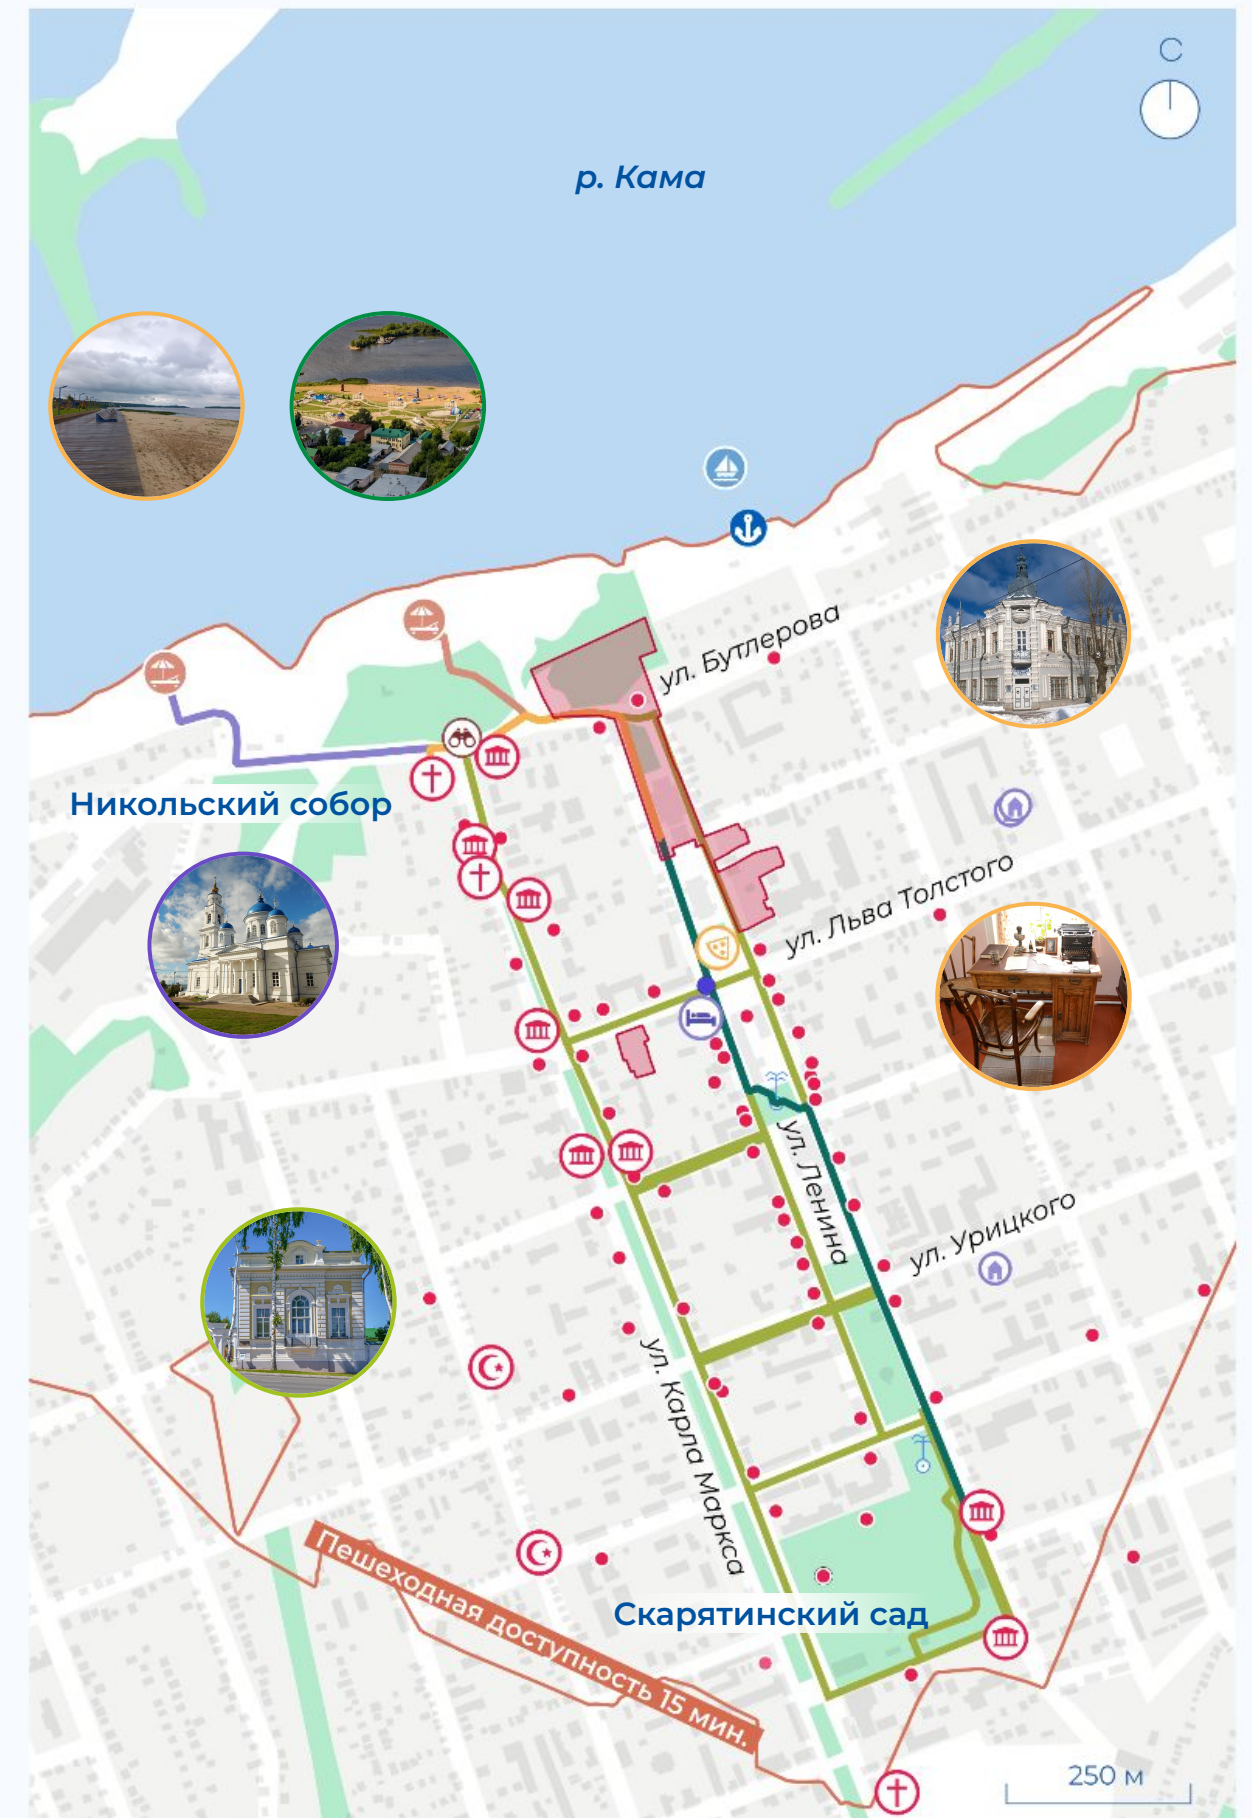 С
р. Кама
ул. Бутлерова
Никольский собор
ул. Льва Толстого
ул. Ленина
ул. Урицкого
ул. Карла Маркса
Пешеходная доступность 15 мин.
Скарятинский сад
250 м